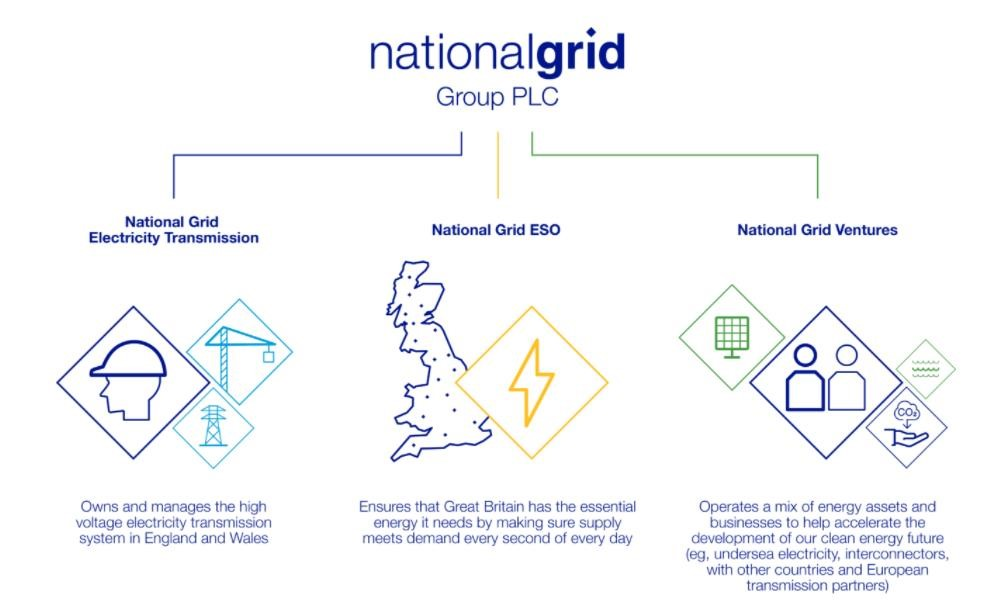 nationalgrid
Group PLC
National Grid
Electricity Transmission
National Grid ESO
National Grid Ventures
CO₂
Owns and manages the high
voltage electricity transmission
system in England and Wales
Ensures that Great Britain has the essential
energy it needs by making sure supply
meets demand every second of every day
Operates a mix of energy assets and
businesses to help accelerate the
development of our clean energy future
(eg, undersea electricity, interconnectors,
with other countries and European
transmission partners)